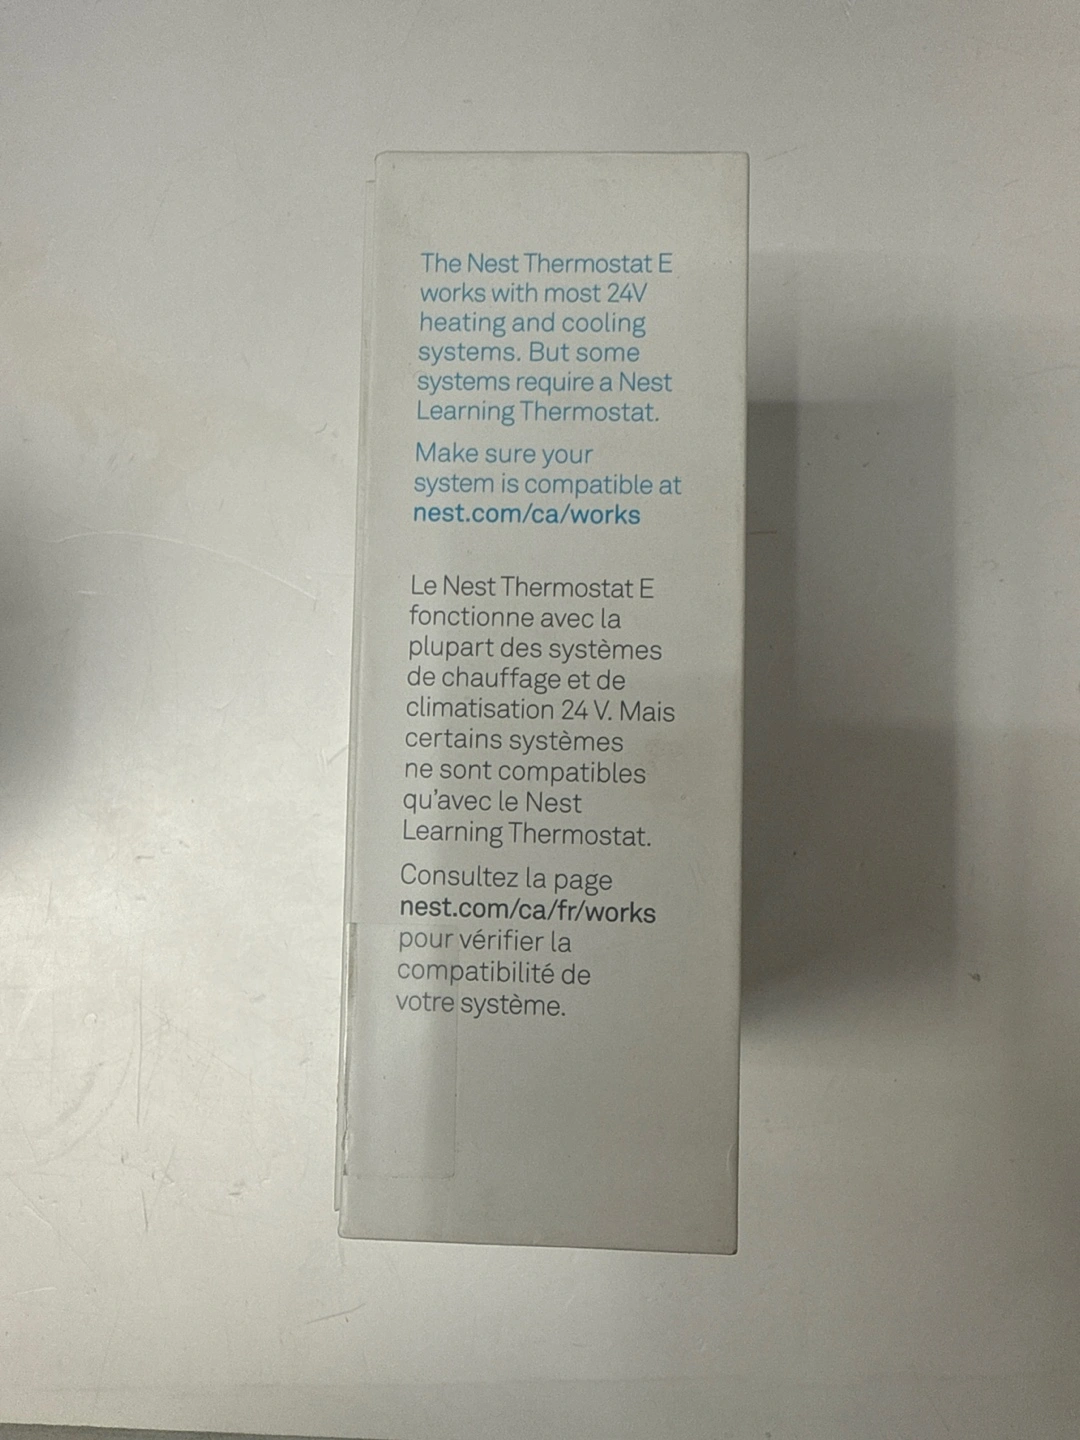 The Nest Thermostat E
works with most 24V
heating and cooling
systems. But some
systems require a Nest
Learning Thermostat.
Make sure your
system is compatible at
nest.com/ca/works
Le Nest Thermostat E
fonctionne avec la
plupart des systèmes
de chauffage et de
climatisation 24 V. Mais
certains systèmes
ne sont compatibles
qu'avec le Nest
Learning Thermostat.
Consultez la page
nest.com/ca/fr/works
pour vérifier la
compatibilité de
votre système.